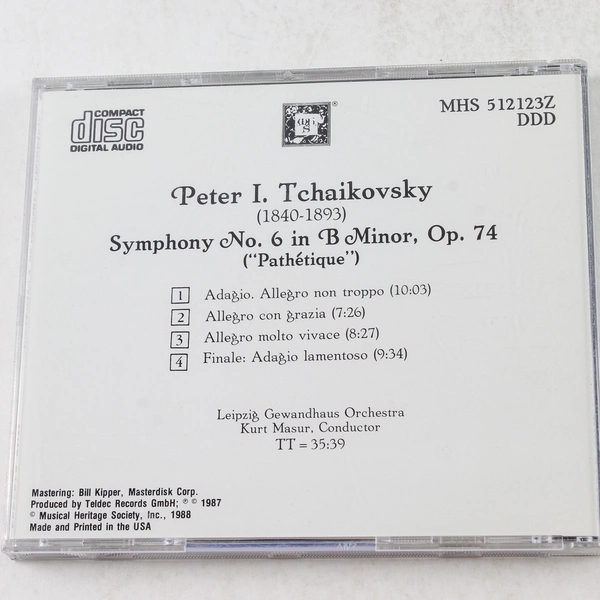 COMPACT
disc
DIGITAL AUDIO
MHS
®
MHS 512123Z
DDD
Peter I. Tchaikovsky
(1840-1893)
Symphony No. 6 in B Minor, Op. 74
("Pathétique")
1 Adagio. Allegro non troppo (10:03)
2 Allegro con grazia (7:26)
3 Allegro molto vivace (8:27)
4 Finale: Adagio lamentoso (9:34)
Leipzig Gewandhaus Orchestra
Kurt Masur, Conductor
TT = 35:39
Mastering: Bill Kipper, Masterdisk Corp.
Produced by Teldec Records GmbH; ℗ © 1987
© Musical Heritage Society, Inc., 1988
Made and Printed in the USA